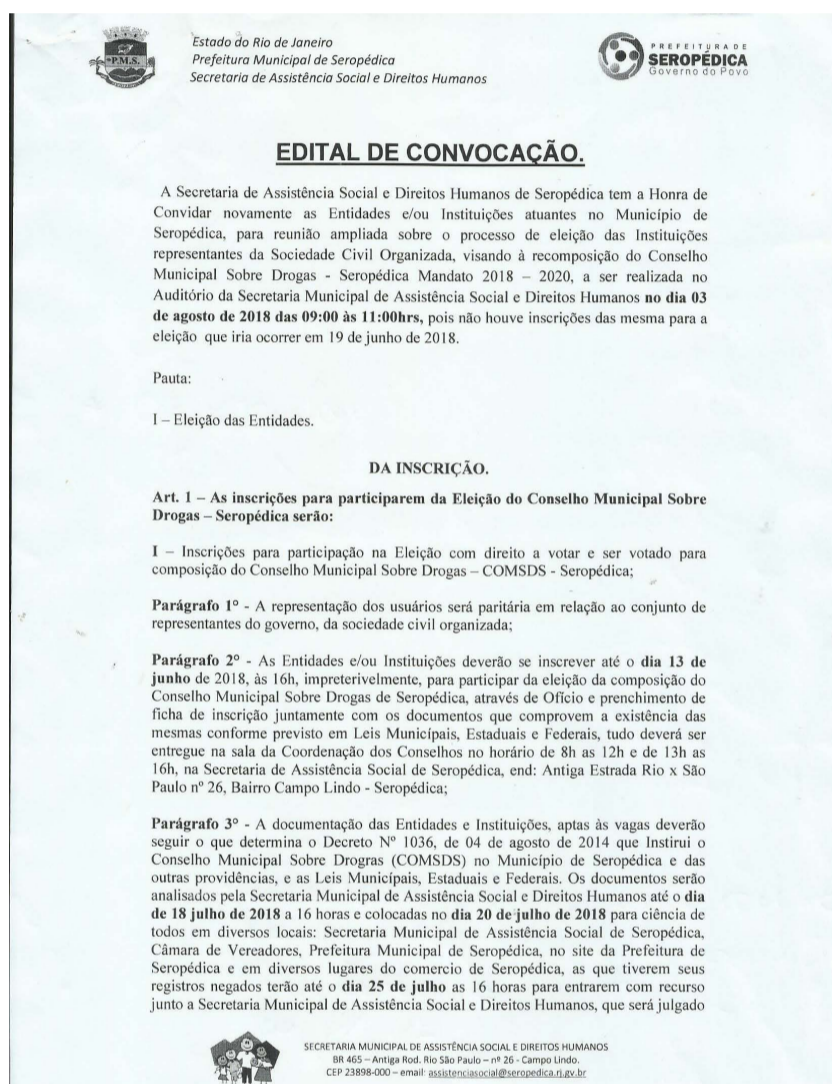 Estado do Rio de Janeiro
Prefeitura Municipal de Seropédica
Secretaria de Assistência Social e Direitos Humanos
P.M.S.
PREFEITURA DE
SEROPÉDICA
Governo do Povo
EDITAL DE CONVOCAÇÃO.
A Secretaria de Assistência Social e Direitos Humanos de Seropédica tem a Honra de
Convidar novamente as Entidades e/ou Instituições atuantes no Município de
Seropédica, para reunião ampliada sobre o processo de eleição das Instituições
representantes da Sociedade Civil Organizada, visando à recomposição do Conselho
Municipal Sobre Drogas - Seropédica Mandato 2018 – 2020, a ser realizada no
Auditório da Secretaria Municipal de Assistência Social e Direitos Humanos no dia 03
de agosto de 2018 das 09:00 às 11:00hrs, pois não houve inscrições das mesma para a
eleição que iria ocorrer em 19 de junho de 2018.
Pauta:
I – Eleição das Entidades.
DA INSCRIÇÃO.
Art. 1 – As inscrições para participarem da Eleição do Conselho Municipal Sobre
Drogas – Seropédica serão:
I – Inscrições para participação na Eleição com direito a votar e ser votado para
composição do Conselho Municipal Sobre Drogas – COMSDS - Seropédica;
Parágrafo 1º - A representação dos usuários será paritária em relação ao conjunto de
representantes do governo, da sociedade civil organizada;
Parágrafo 2º - As Entidades e/ou Instituições deverão se inscrever até o dia 13 de
junho de 2018, às 16h, impreterivelmente, para participar da eleição da composição do
Conselho Municipal Sobre Drogas de Seropédica, através de Ofício e prenchimento de
ficha de inscrição juntamente com os documentos que comprovem a existência das
mesmas conforme previsto em Leis Municípais, Estaduais e Federais, tudo deverá ser
entregue na sala da Coordenação dos Conselhos no horário de 8h as 12h e de 13h as
16h, na Secretaria de Assistência Social de Seropédica, end: Antiga Estrada Rio x São
Paulo nº 26, Bairro Campo Lindo - Seropédica;
Parágrafo 3º - A documentação das Entidades e Instituições, aptas às vagas deverão
seguir o que determina o Decreto Nº 1036, de 04 de agosto de 2014 que Instirui o
Conselho Municipal Sobre Drogras (COMSDS) no Município de Seropédica e das
outras providências, e as Leis Municípais, Estaduais e Federais. Os documentos serão
analisados pela Secretaria Municipal de Assistência Social e Direitos Humanos até o dia
de 18 julho de 2018 a 16 horas e colocadas no dia 20 de julho de 2018 para ciência de
todos em diversos locais: Secretaria Municipal de Assistência Social de Seropédica,
Câmara de Vereadores, Prefeitura Municipal de Seropédica, no site da Prefeitura de
Seropédica e em diversos lugares do comercio de Seropédica, as que tiverem seus
registros negados terão até o dia 25 de julho as 16 horas para entrarem com recurso
junto a Secretaria Municipal de Assistência Social e Direitos Humanos, que será julgado
SECRETARIA MUNICIPAL DE ASSISTÊNCIA SOCIAL E DIREITOS HUMANOS
BR 465 – Antiga Rod. Rio São Paulo – nº 26 - Campo Lindo.
CEP 23898-000 – email: assistenciasocial@seropedica.rj.gv.br